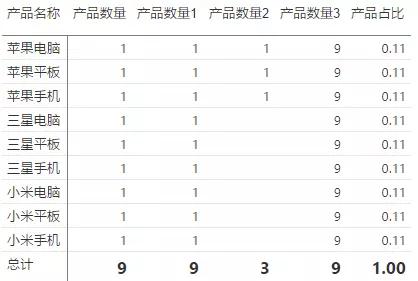 产品名称 产品数量 产品数量1 产品数量2 产品数量3 产品占比
苹果电脑 1 1 1 9 0.11
苹果平板 1 1 1 9 0.11
苹果手机 1 1 1 9 0.11
三星电脑 1 1 9 0.11
三星平板 1 1 9 0.11
三星手机 1 1 9 0.11
小米电脑 1 1 9 0.11
小米平板 1 1 9 0.11
小米手机 1 1 9 0.11
总计 9 9 3 9 1.00